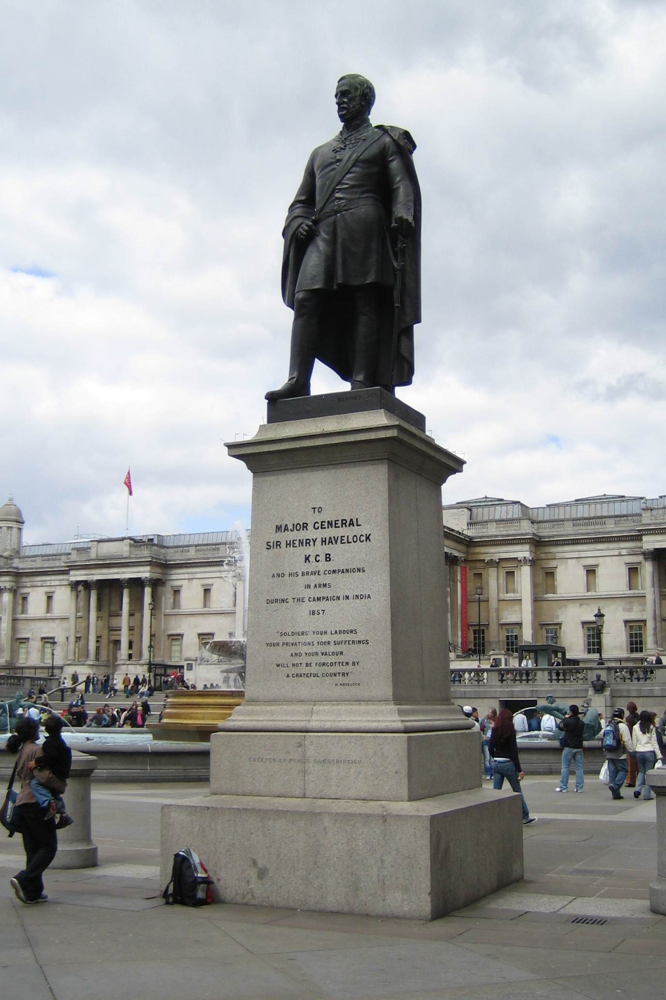 BEHNES. SC.
TO
MAJOR GENERAL
SIR HENRY HAVELOCK
K.C.B.
AND HIS BRAVE COMPANIONS
IN ARMS
DURING THE CAMPAIGN IN INDIA
1857
"SOLDIERS! YOUR LABOURS
YOUR PRIVATIONS YOUR SUFFERINGS
AND YOUR VALOUR
WILL NOT BE FORGOTTEN BY
A GRATEFUL COUNTRY"
H. HAVELOCK
ERECTED BY PUBLIC SUBSCRIPTION
1861